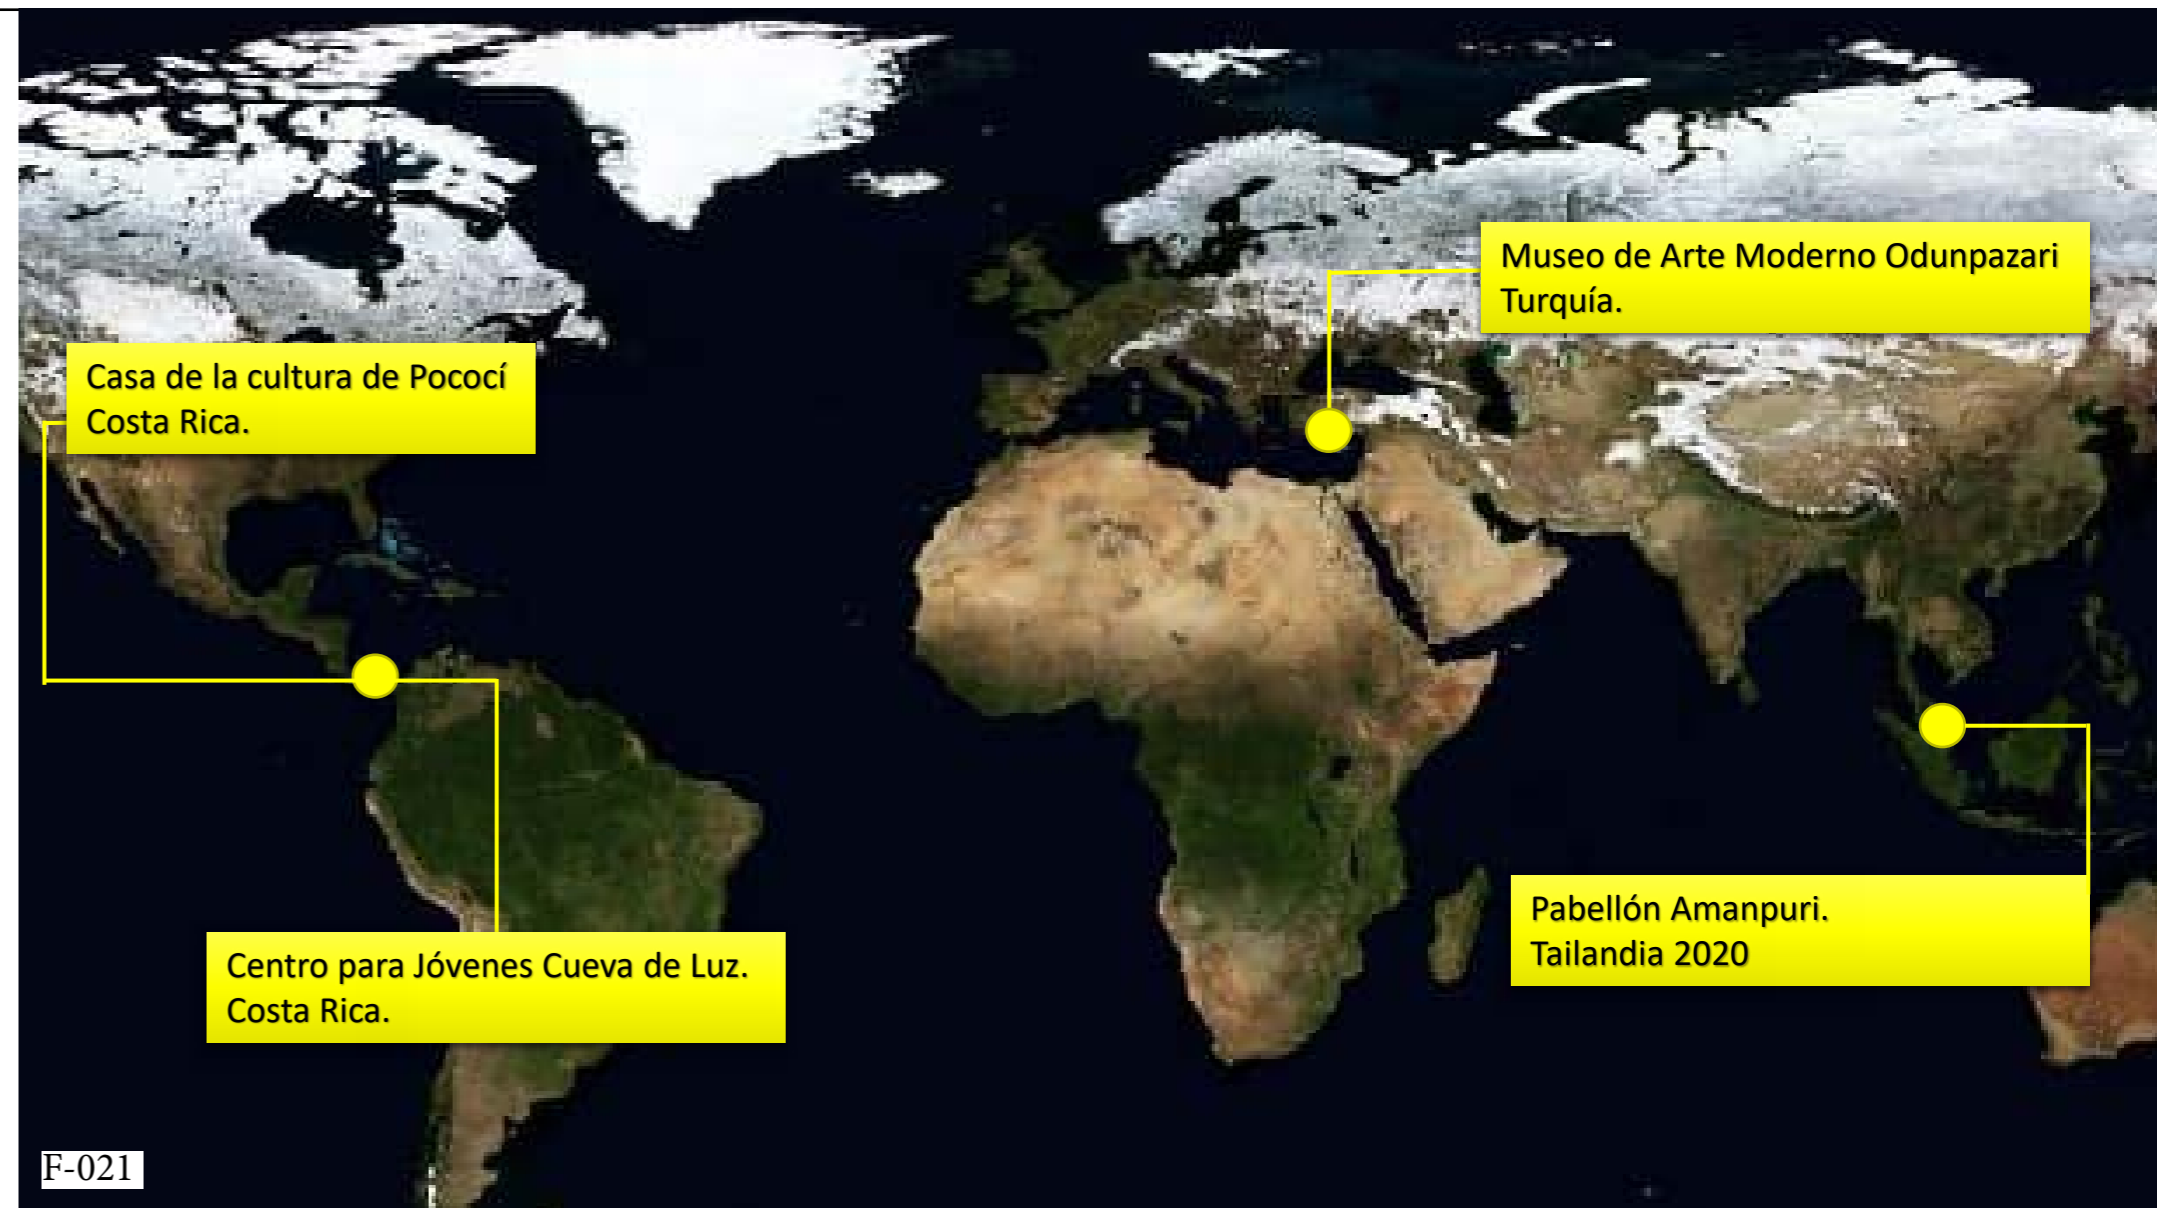 Museo de Arte Moderno Odunpazari
Turquía.
Casa de la cultura de Pococí
Costa Rica.
Pabellón Amanpuri.
Tailandia 2020
Centro para Jóvenes Cueva de Luz.
Costa Rica.
F-021